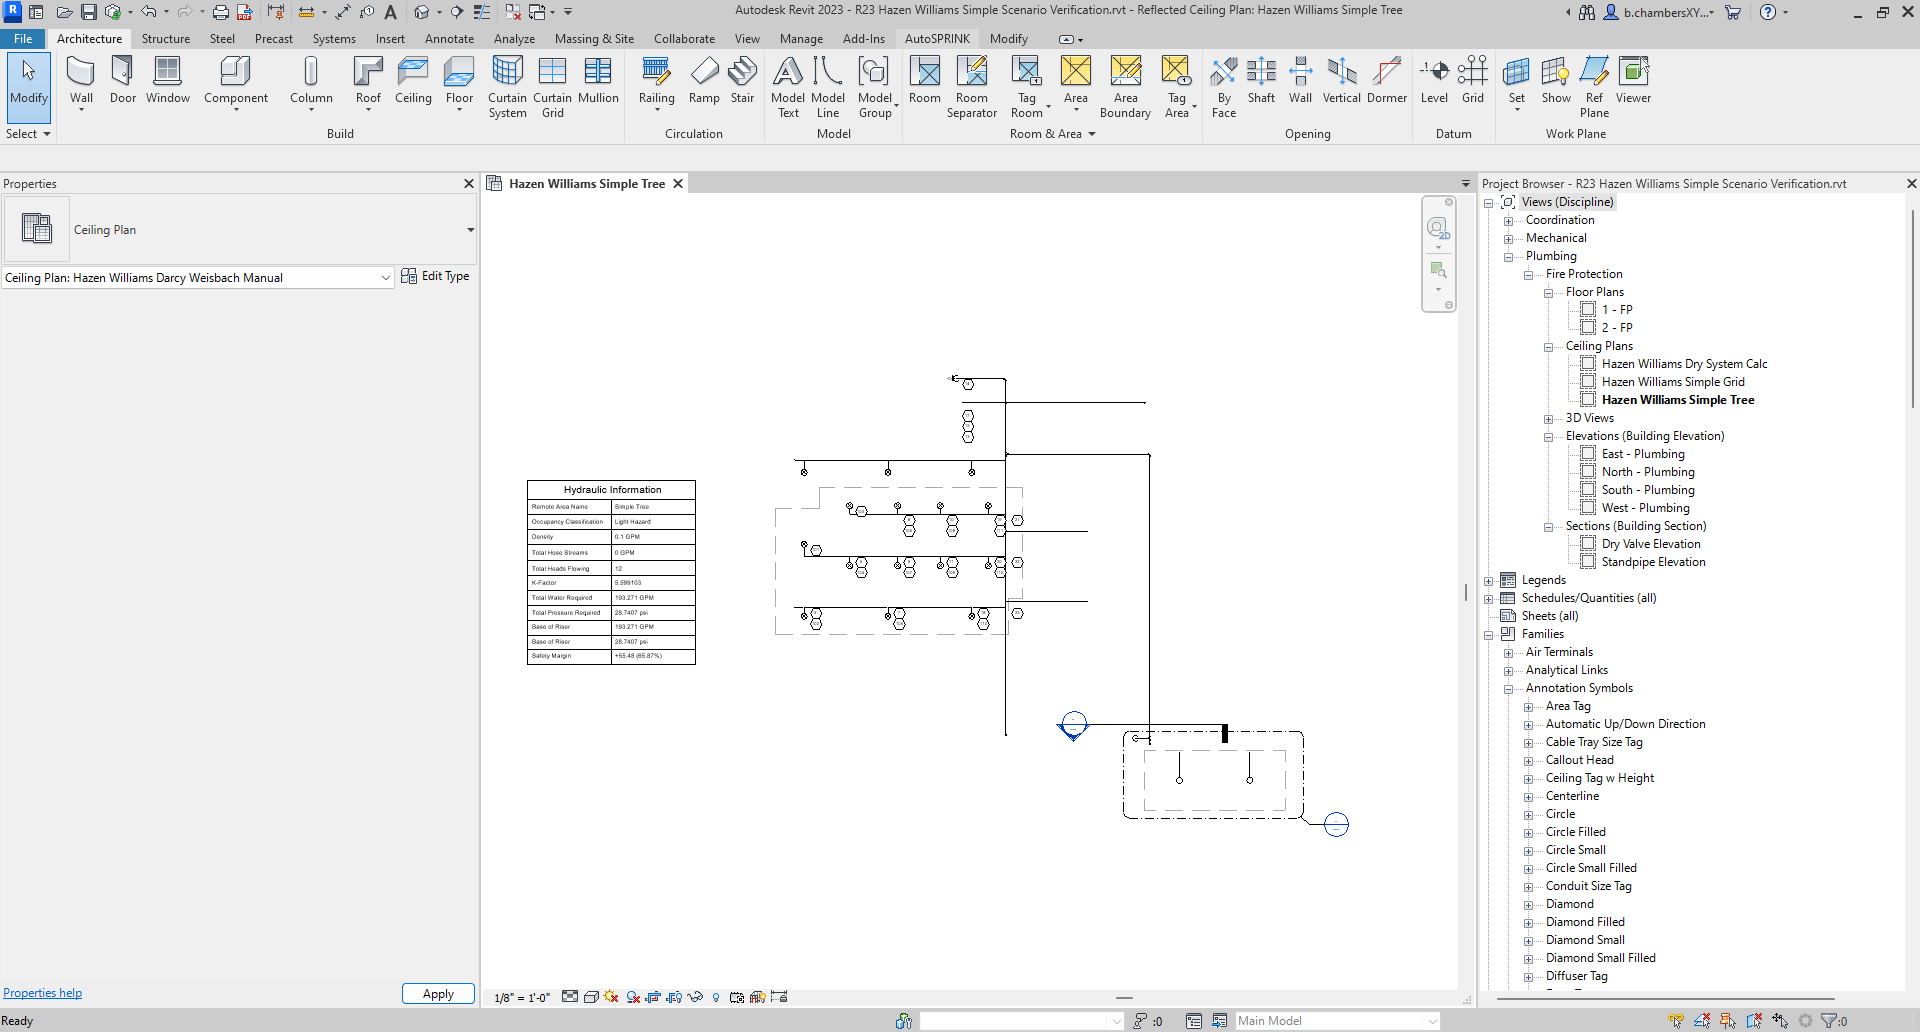 Autodesk Revit 2023 - R23 Hazen Williams Simple Scenario Verification.rvt - Reflected Ceiling Plan: Hazen Williams Simple Tree
b.chambersXY...
File Architecture Structure Steel Precast Systems Insert Annotate Analyze Massing & Site Collaborate View Manage Add-Ins AutoSPRINK Modify
Modify Wall Door Window Component Column Roof Ceiling Floor Curtain System Curtain Grid Mullion Railing Ramp Stair Model Text Model Line Model Group Room Room Separator Tag Room Area Area Boundary Tag Area By Face Shaft Wall Vertical Dormer Level Grid Set Show Ref Plane Viewer
Select Build Circulation Model Room & Area Opening Datum Work Plane
Properties
Ceiling Plan
Ceiling Plan: Hazen Williams Darcy Weisbach Manual
Edit Type
Properties help
Apply
Hazen Williams Simple Tree
2D
Hydraulic Information
Remote Area Name Simple Tree
Occupancy Classification Light Hazard
Density 0.1 GPM
Total Hose Streams 0 GPM
Total Heads Flowing 12
K-Factor 5.599103
Total Water Required 193.271 GPM
Total Pressure Required 28.7407 psi
Base of Riser 193.271 GPM
Base of Riser 28.7407 psi
Safety Margin +55.48 (65.87%)
1/8" = 1'-0"
Project Browser - R23 Hazen Williams Simple Scenario Verification.rvt
Views (Discipline)
Coordination
Mechanical
Plumbing
Fire Protection
Floor Plans
1 - FP
2 - FP
Ceiling Plans
Hazen Williams Dry System Calc
Hazen Williams Simple Grid
Hazen Williams Simple Tree
3D Views
Elevations (Building Elevation)
East - Plumbing
North - Plumbing
South - Plumbing
West - Plumbing
Sections (Building Section)
Dry Valve Elevation
Standpipe Elevation
Legends
Schedules/Quantities (all)
Sheets (all)
Families
Air Terminals
Analytical Links
Annotation Symbols
Area Tag
Automatic Up/Down Direction
Cable Tray Size Tag
Callout Head
Ceiling Tag w Height
Centerline
Circle
Circle Filled
Circle Small
Circle Small Filled
Conduit Size Tag
Diamond
Diamond Filled
Diamond Small
Diamond Small Filled
Diffuser Tag
Ready
:0
Main Model
:0